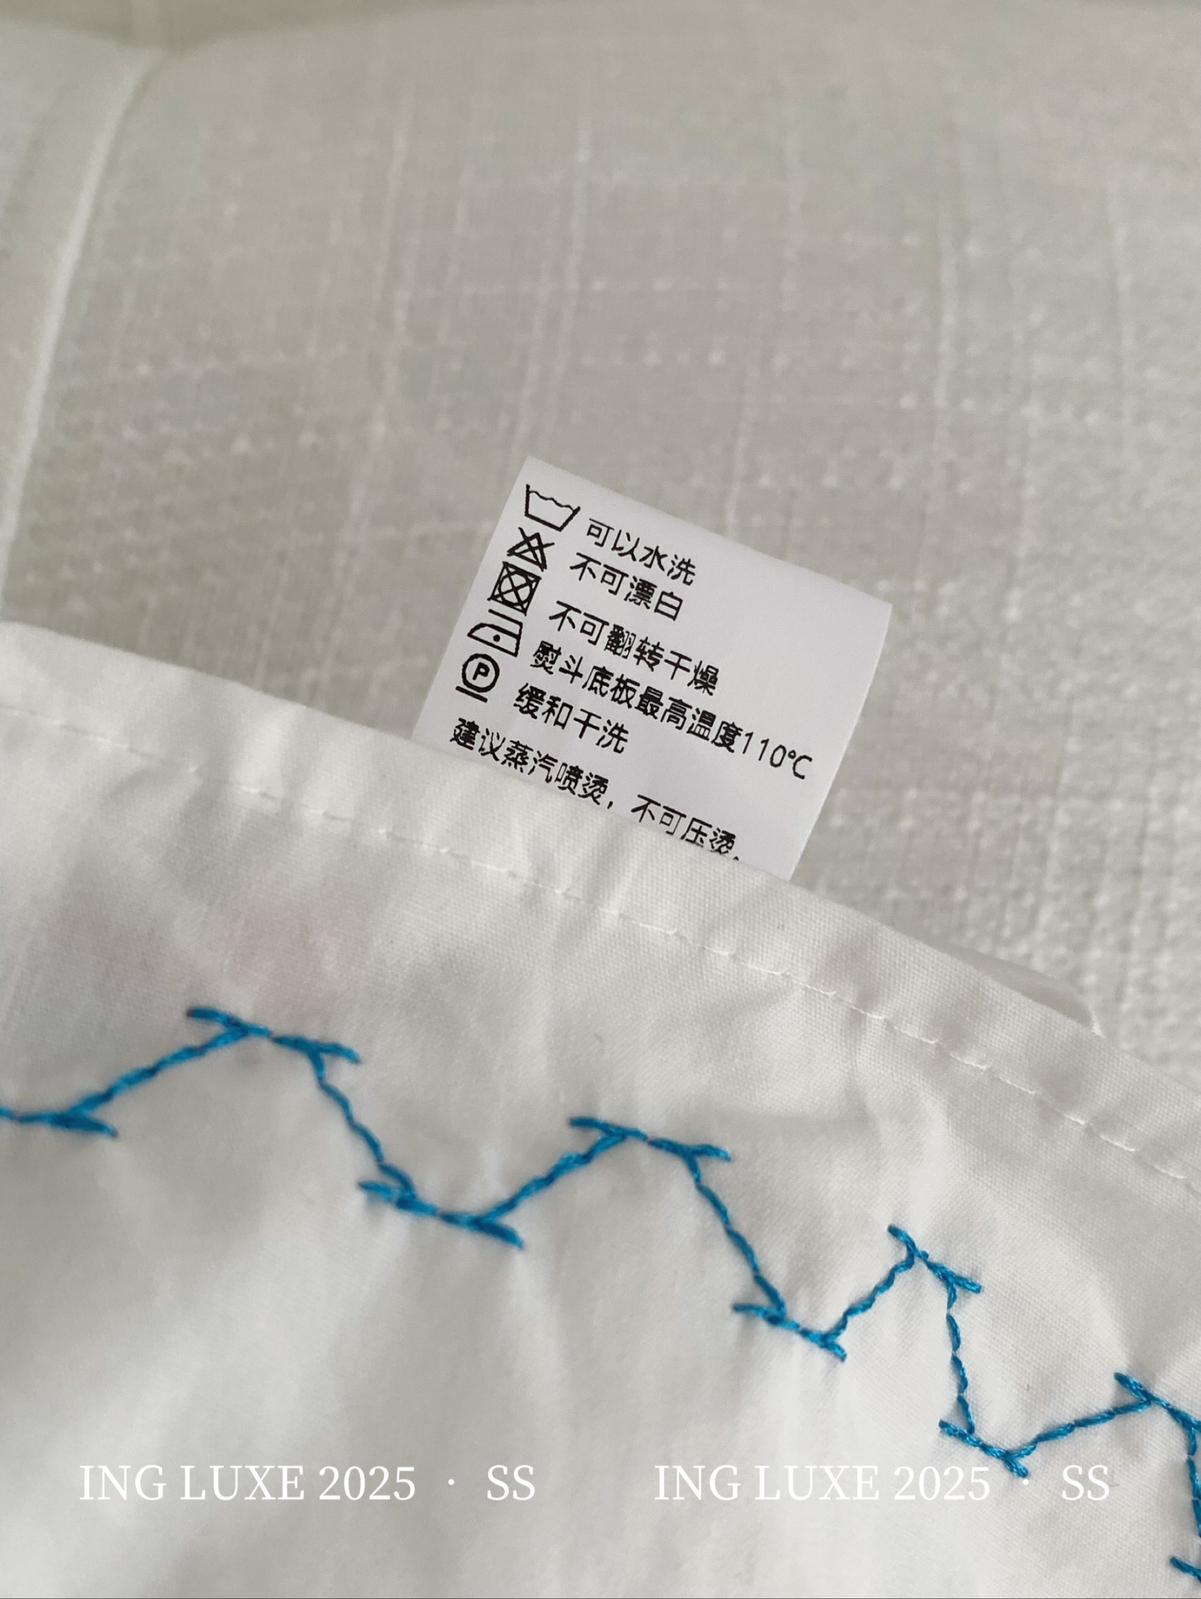 可以水洗
不可漂白
不可翻转干燥
熨斗底板最高温度110℃
P
缓和干洗
建议蒸汽喷烫，不可压烫。
ING LUXE 2025 · SS
ING LUXE 2025 · SS